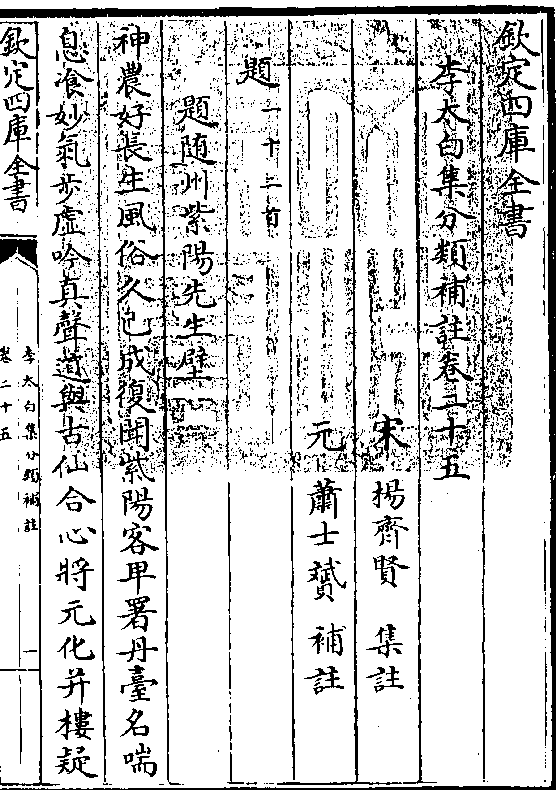 欽定四庫全書
李太白集分類補註卷二十五
宋 楊齊賢 集註
元 蕭士贇 補註
題一十二首
題随州紫陽先生壁
神農好長生風俗久已成復聞紫陽客早署丹臺名喘
息飡妙氣步虛吟真聲道與古仙合心將元化并樓疑
欽定四庫全書
李太白集分類補註
卷二十五
一